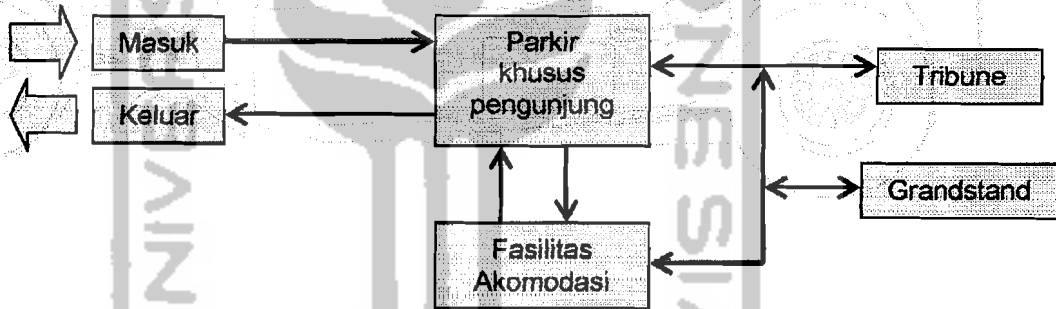 Masuk
Keluar
Parkir
khusus
pengunjung
Tribune
Grandstand
Fasilitas
Akomodasi